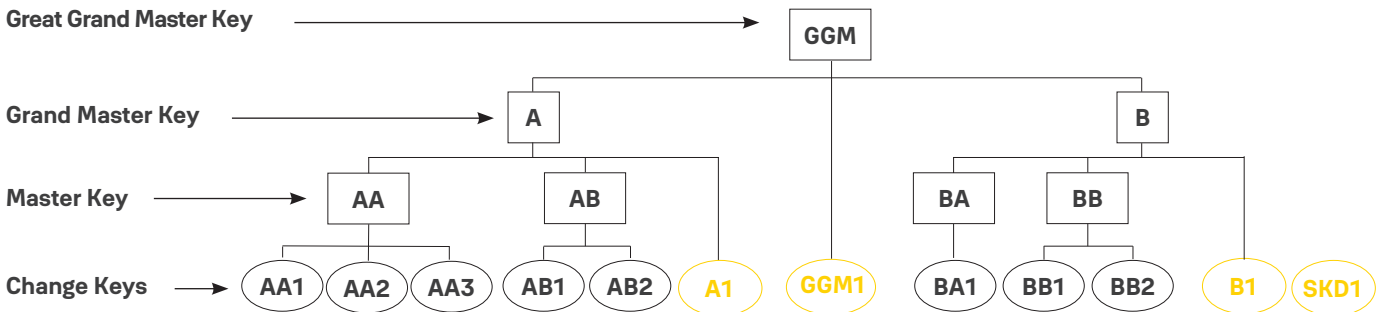 Great Grand Master Key
GGM
Grand Master Key
A
B
Master Key
AA
AB
BA
BB
Change Keys
AA1
AA2
AA3
AB1
AB2
A1
GGM1
BA1
BB1
BB2
B1
SKD1